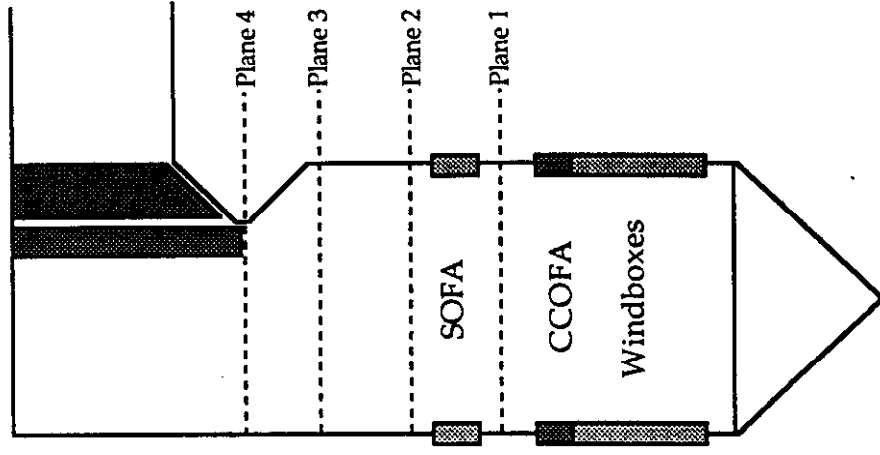 Plane 4
Plane 3
Plane 2
Plane 1
SOFA
CCOFA
Windboxes